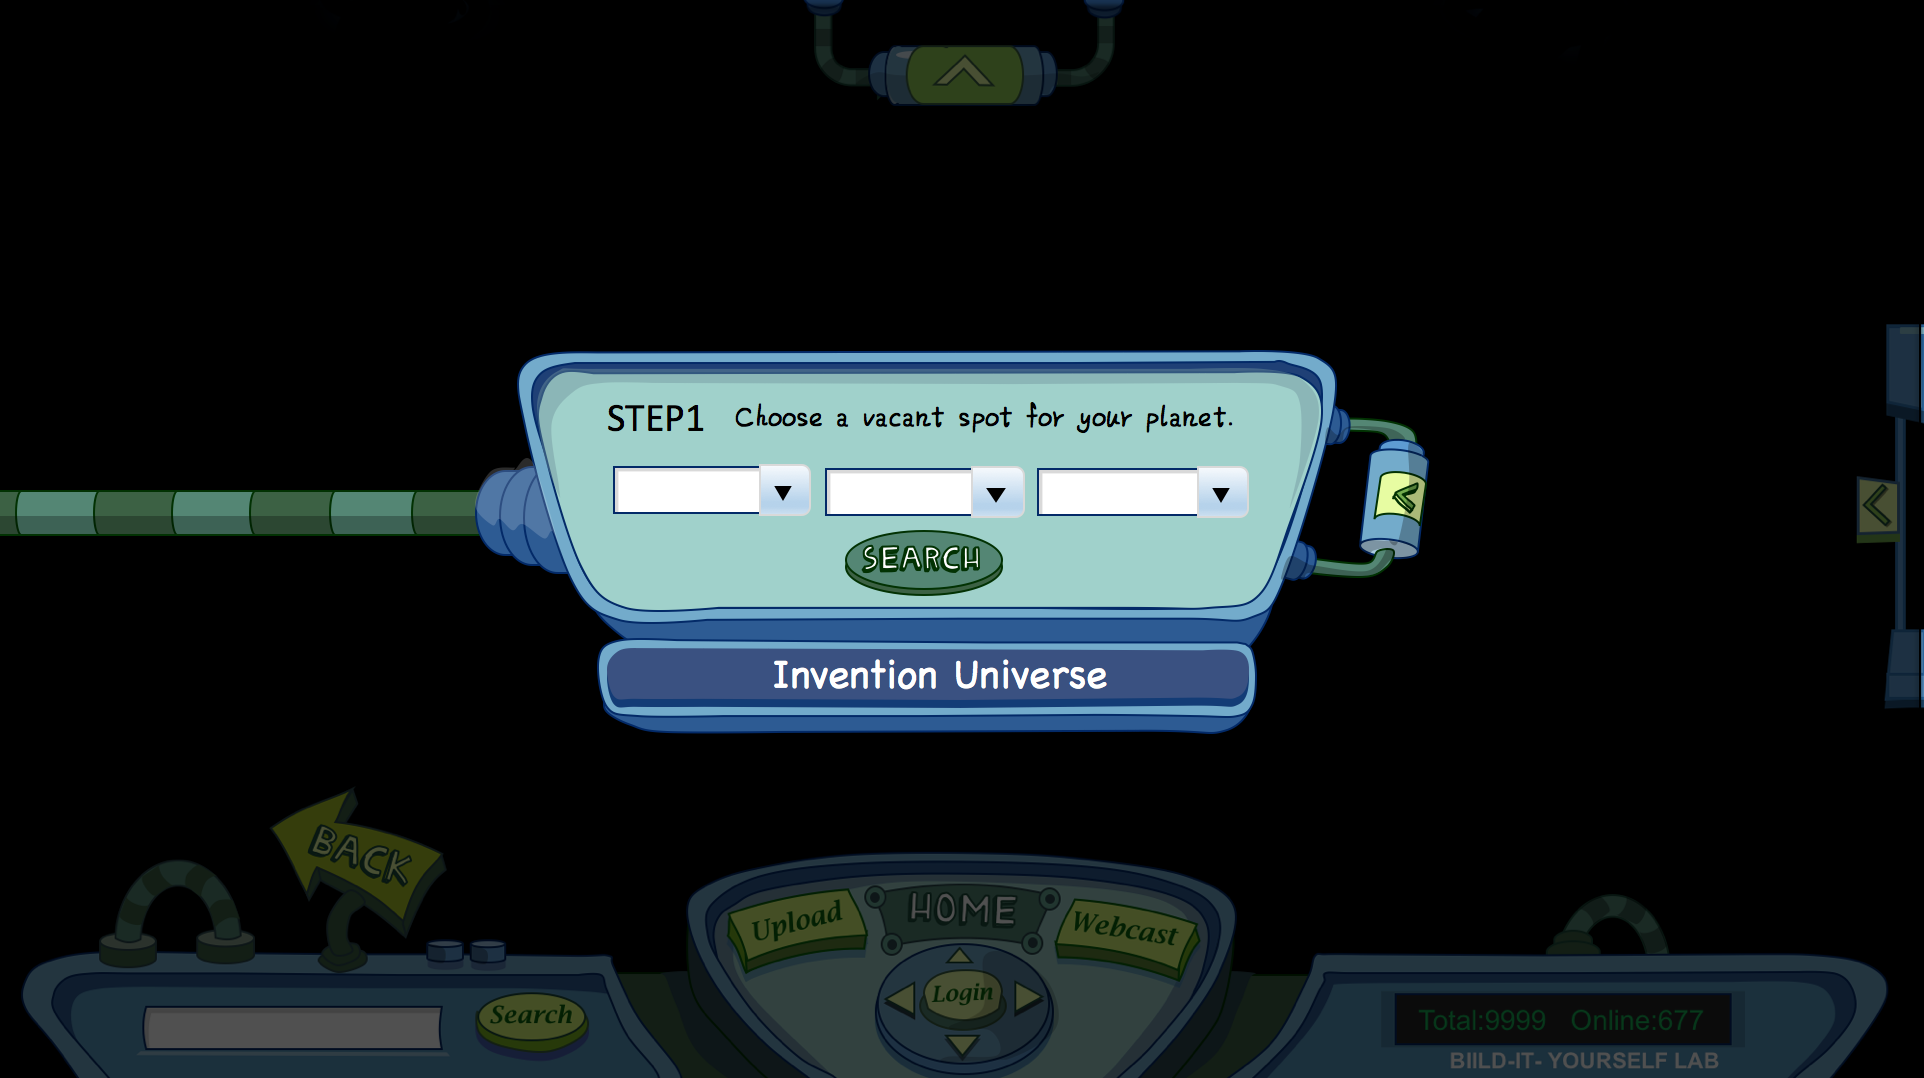 STEP1 Choose a vacant spot for your planet.
SEARCH
Invention Universe
BACK
Upload HOME Webcast
Login
Search
Total:9999 Online:677
BIILD-IT- YOURSELF LAB